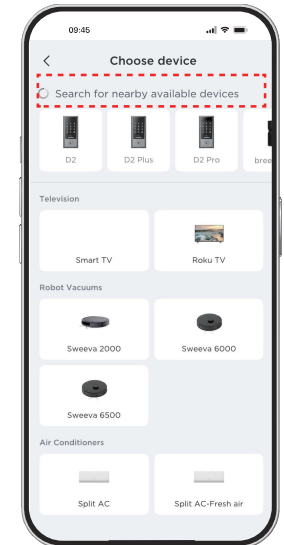 09:45
Choose device
Search for nearby available devices
D2 D2 Plus D2 Pro bree
Television
Smart TV Roku TV
Robot Vacuums
Sweeva 2000 Sweeva 6000
Sweeva 6500
Air Conditioners
Split AC Split AC-Fresh air